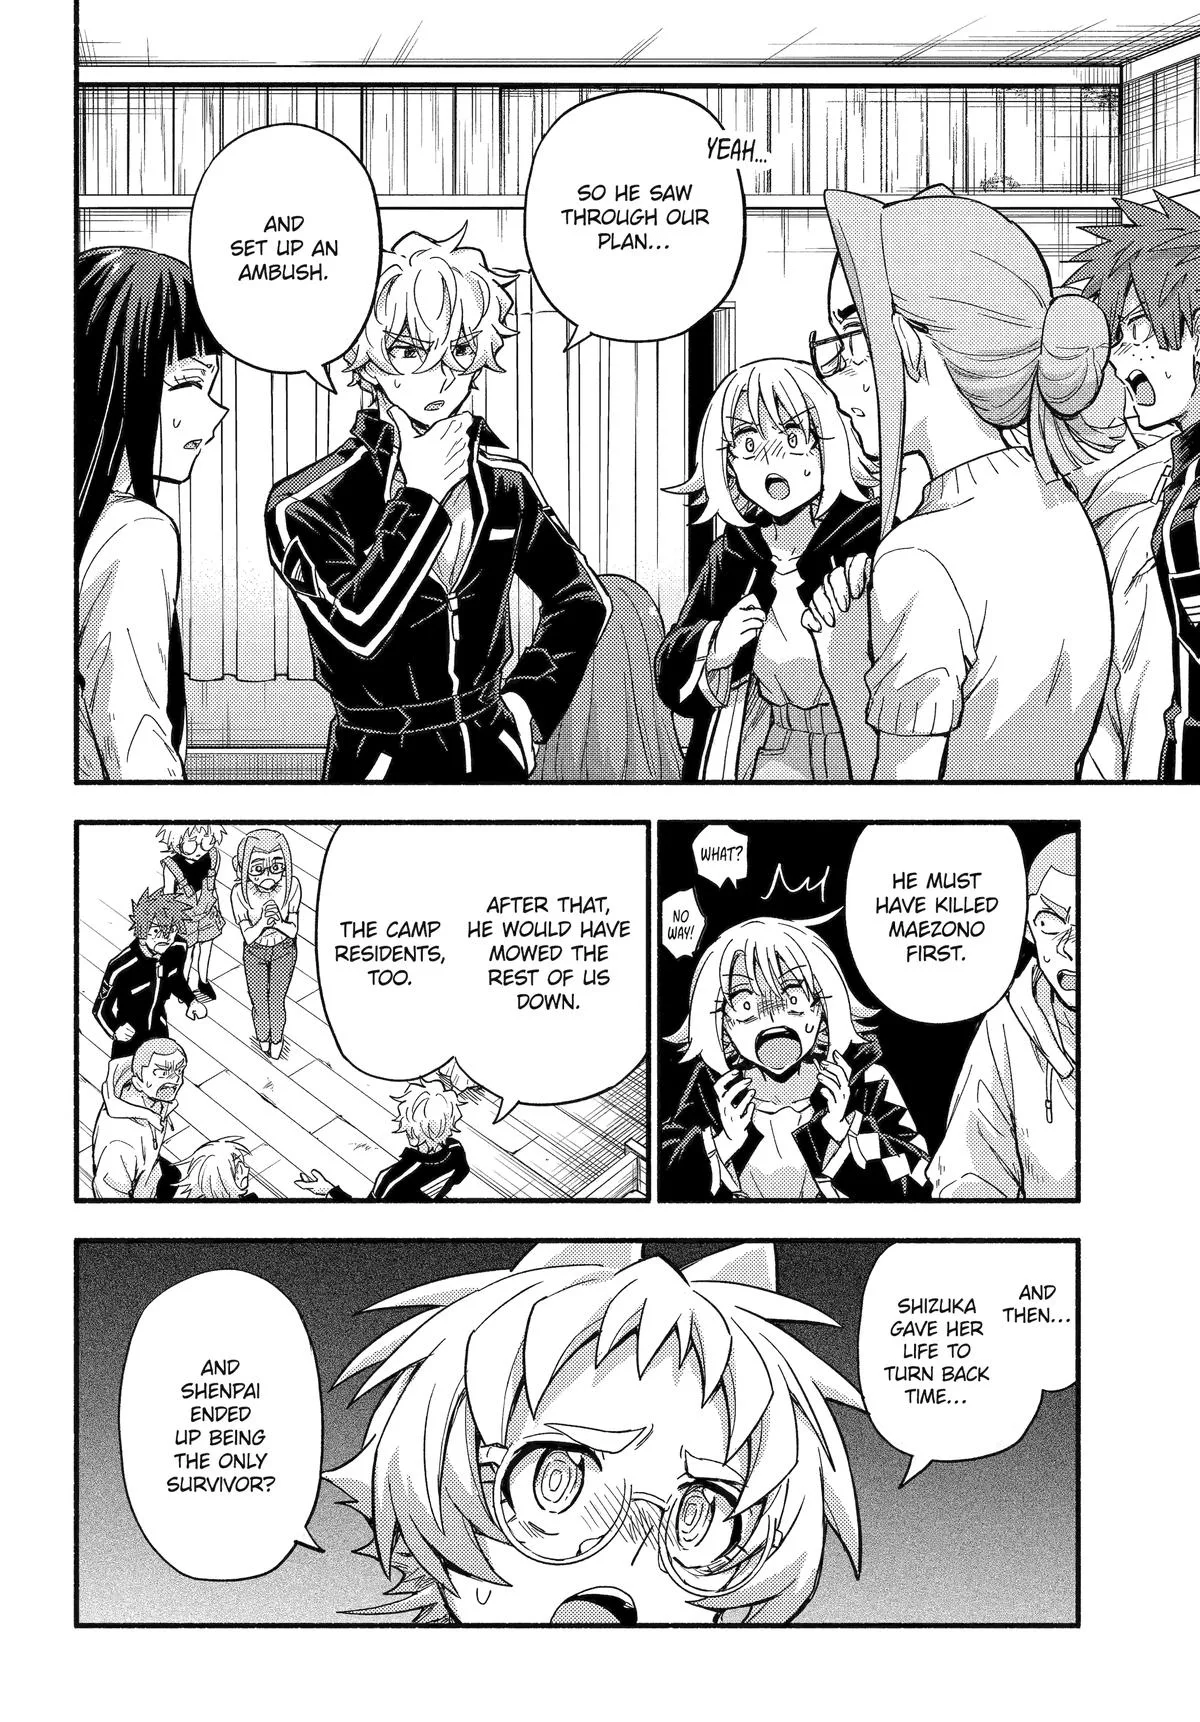 YEAH...
SO HE SAW
THROUGH OUR
PLAN...
AND
SET UP AN
AMBUSH.
HE MUST
HAVE KILLED
MAEZONO
FIRST.
WHAT?
NO
WAY!
AFTER THAT,
HE WOULD HAVE
MOWED THE
REST OF US
DOWN.
THE CAMP
RESIDENTS,
TOO.
AND
THEN...
SHIZUKA
GAVE HER
LIFE TO
TURN BACK
TIME...
AND
SHENPAI
ENDED
UP BEING
THE ONLY
SURVIVOR?